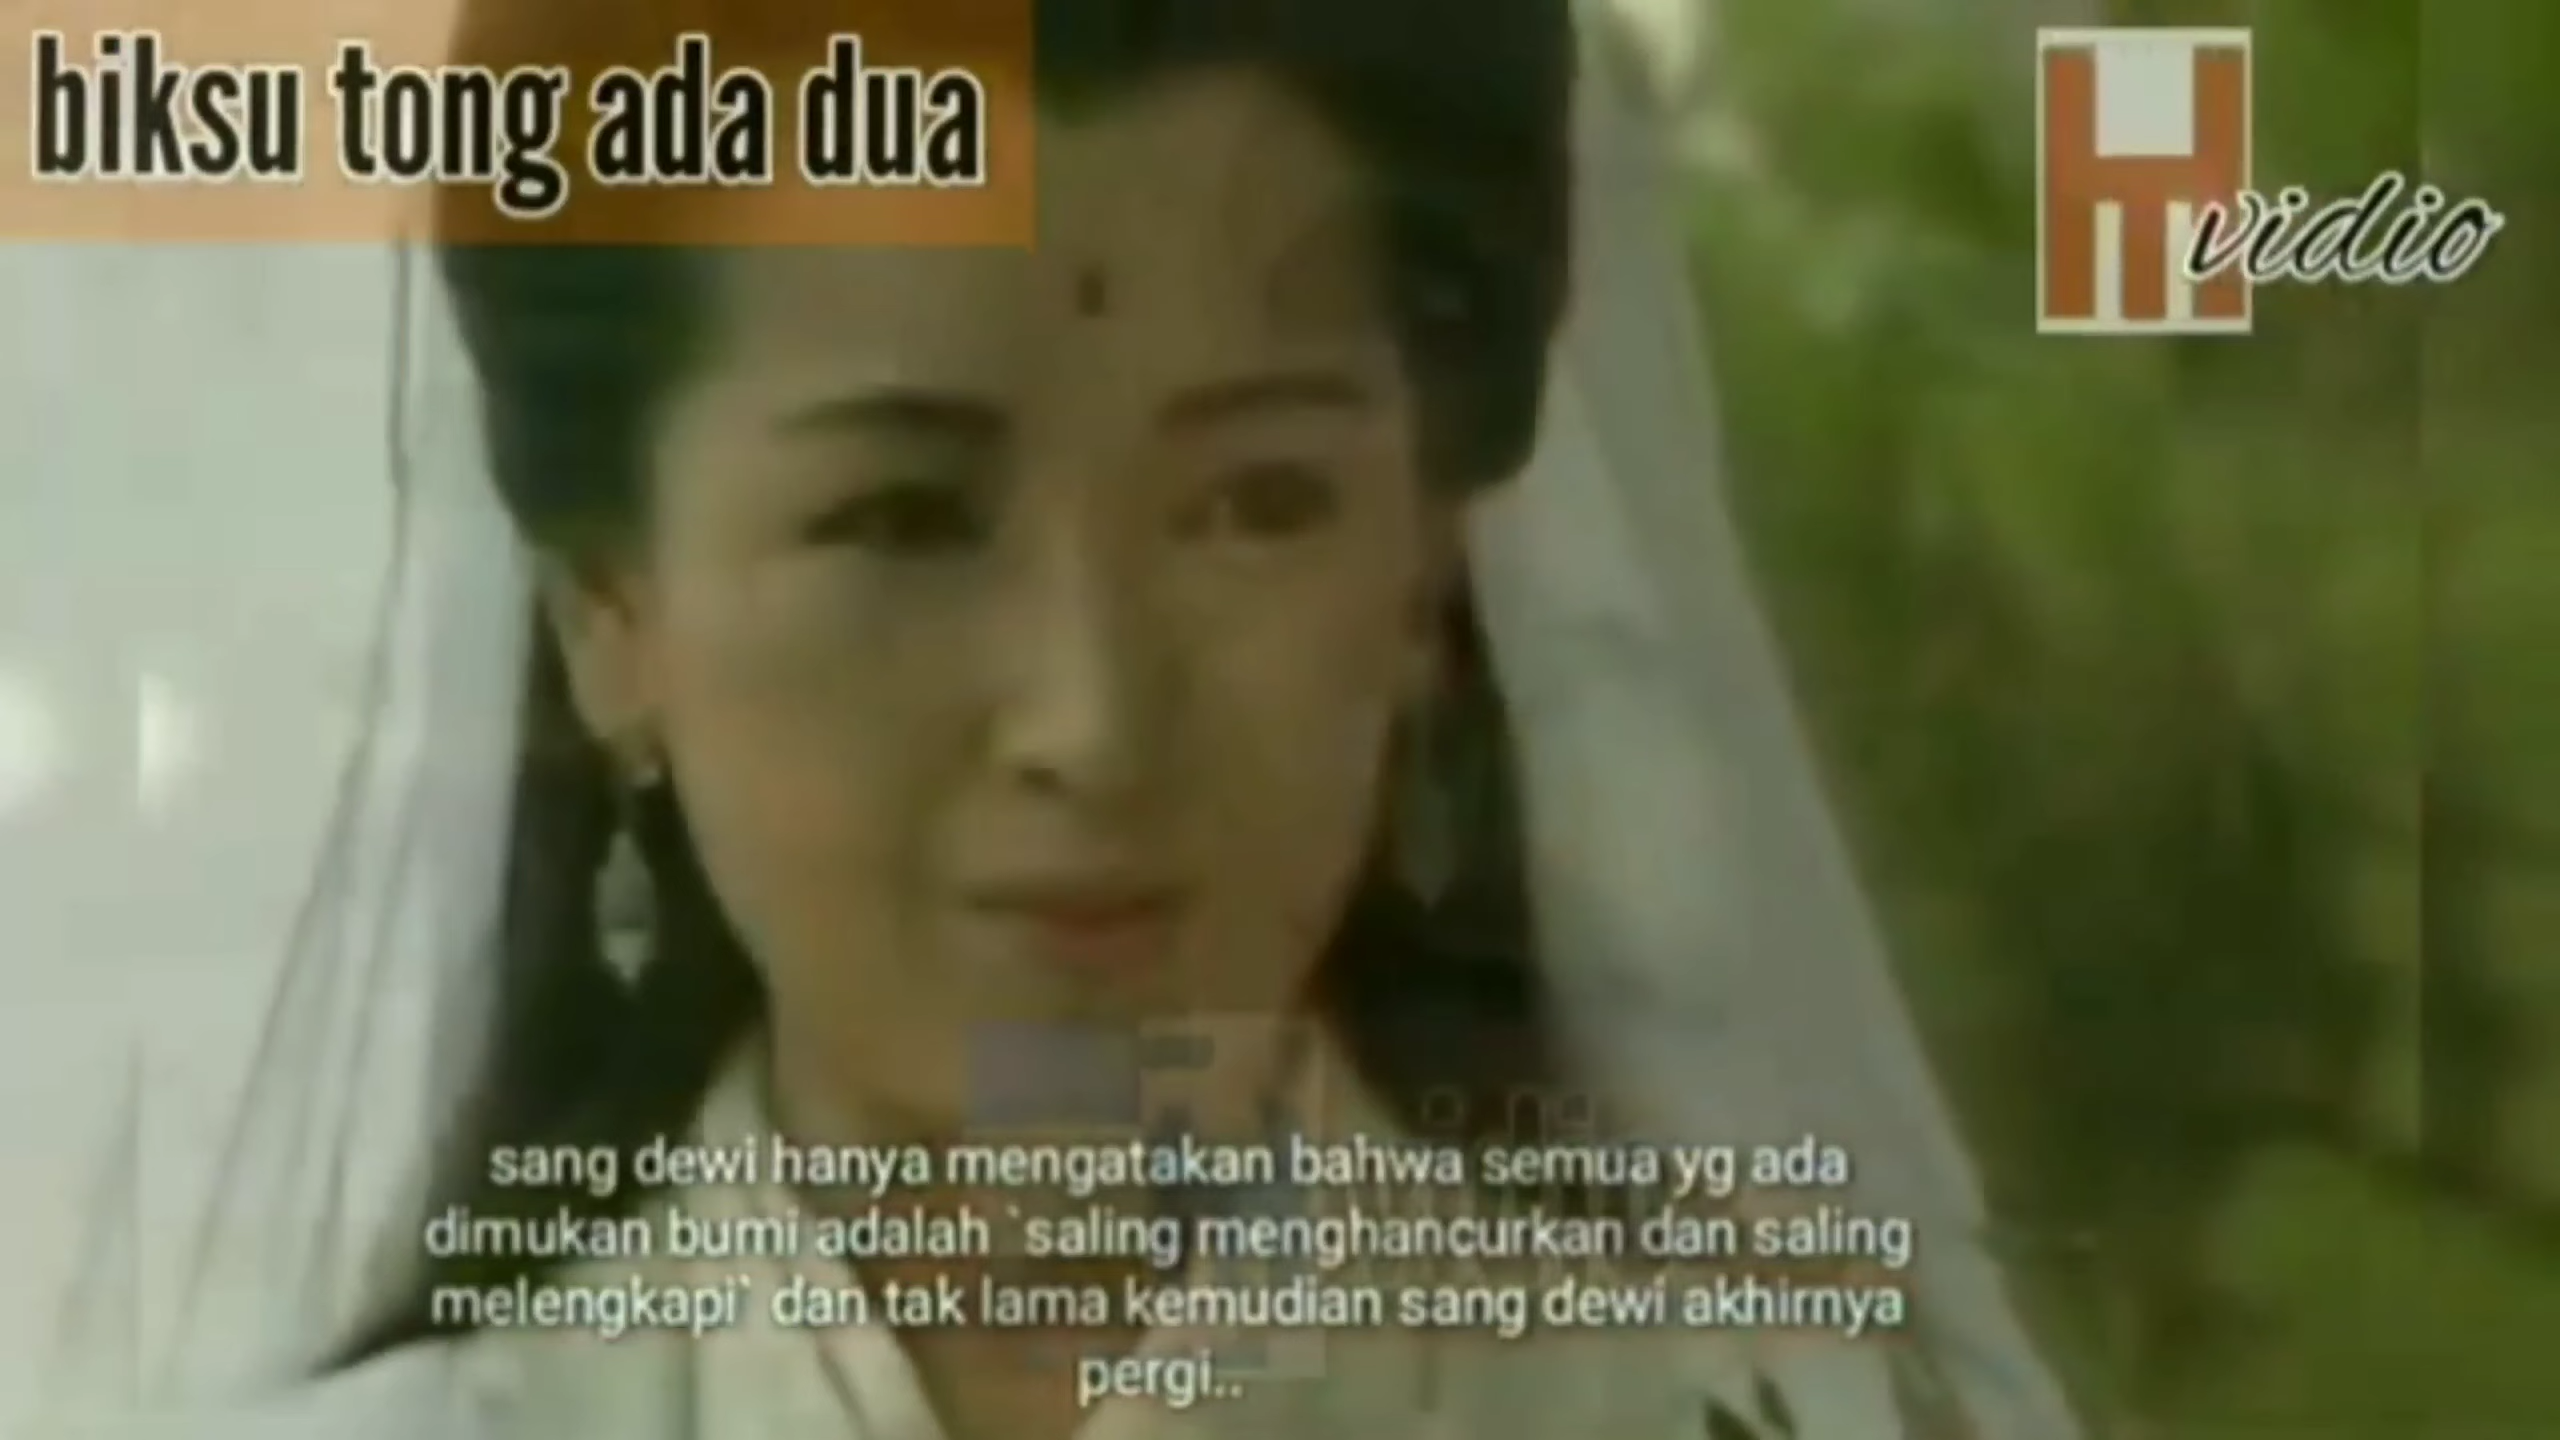 biksu tong ada dua
vidio
sang dewi hanya mengatakan bahwa semua yg ada
dimukan bumi adalah `saling menghancurkan dan saling
melengkapi` dan tak lama kemudian sang dewi akhirnya
pergi..